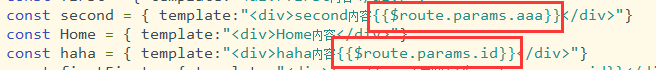 const second = { template:"<div>second内容{{$route.params.aaa}}</div>"}
const Home = { template:"<div>Home内容</div>"}
const haha = { template:"<div>haha内容{{$route.params.id}}</div>"}